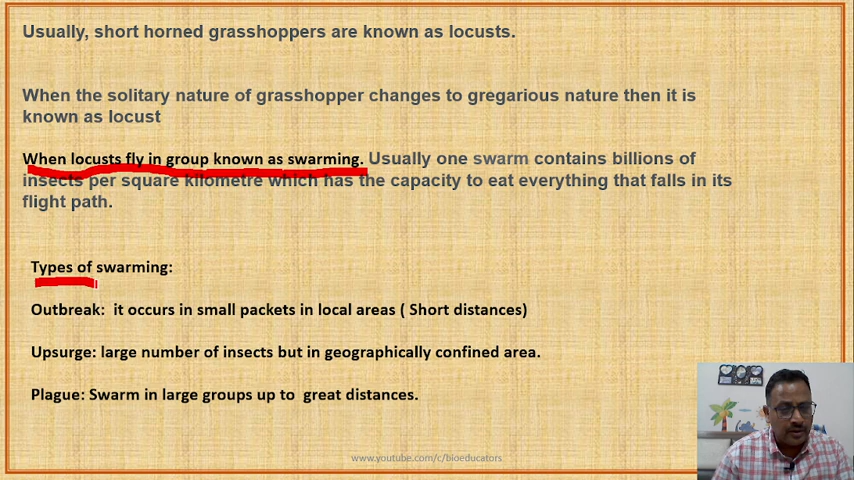 Usually, short horned grasshoppers are known as locusts.
When the solitary nature of grasshopper changes to gregarious nature then it is
known as locust
When locusts fly in group known as swarming. Usually one swarm contains billions of
insects per square kilometre which has the capacity to eat everything that falls in its
flight path.
Types of swarming:
Outbreak: it occurs in small packets in local areas ( Short distances)
Upsurge: large number of insects but in geographically confined area.
Plague: Swarm in large groups up to great distances.
www.youtube.com/c/bioeducators